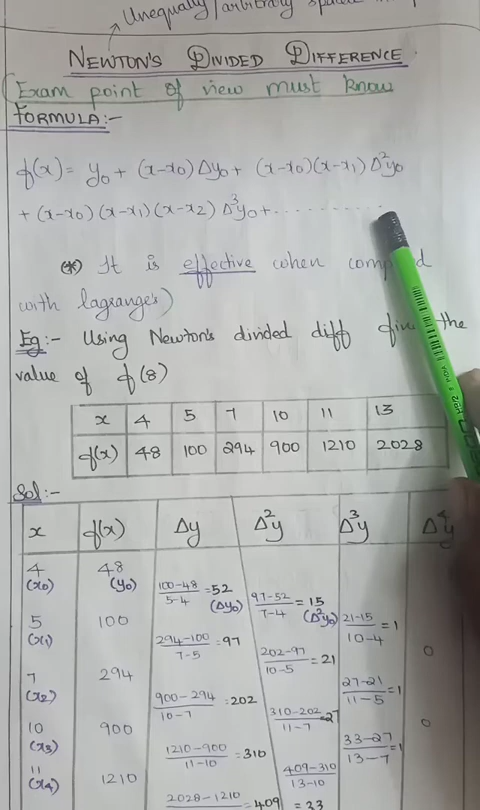 Unequally/arbitrary spaced
NEWTON'S DIVIDED DIFFERENCE
Exam point of view must know
FORMULA:-
f(x) = y₀ + (x-x₀) Δy₀ + (x-x₀)(x-x₁) Δ²y₀
+ (x-x₀) (x-x₁) (x-x₂) Δ³y₀ + ..........
(*) It is effective when comp d
with lagrange's)
Eg:- Using Newton's divided diff the
value of f(8)
x 4 5 7 10 11 13
f(x) 48 100 294 900 1210 2028
Sol:-
x f(x) Δy Δ²y Δ³y Δ⁴y
4 48
(x₀) (y₀) 100-48/5-4 = 52 97-52/7-4 = 15
(Δy₀) (Δ²y₀) 21-15/10-4 = 1
5 100
(x₁) 294-100/7-5 = 97 202-97/10-5 = 21 0
7 294 27-21/11-5 = 1
(x₂) 900-294/10-7 = 202 310-202/11-7 = 27 0
10 900
(x₃) 1210-900/11-10 = 310 409-310/13-10 33-27/13-7 = 1
11 1210
(x₄) 2028-1210 = 409 = 33